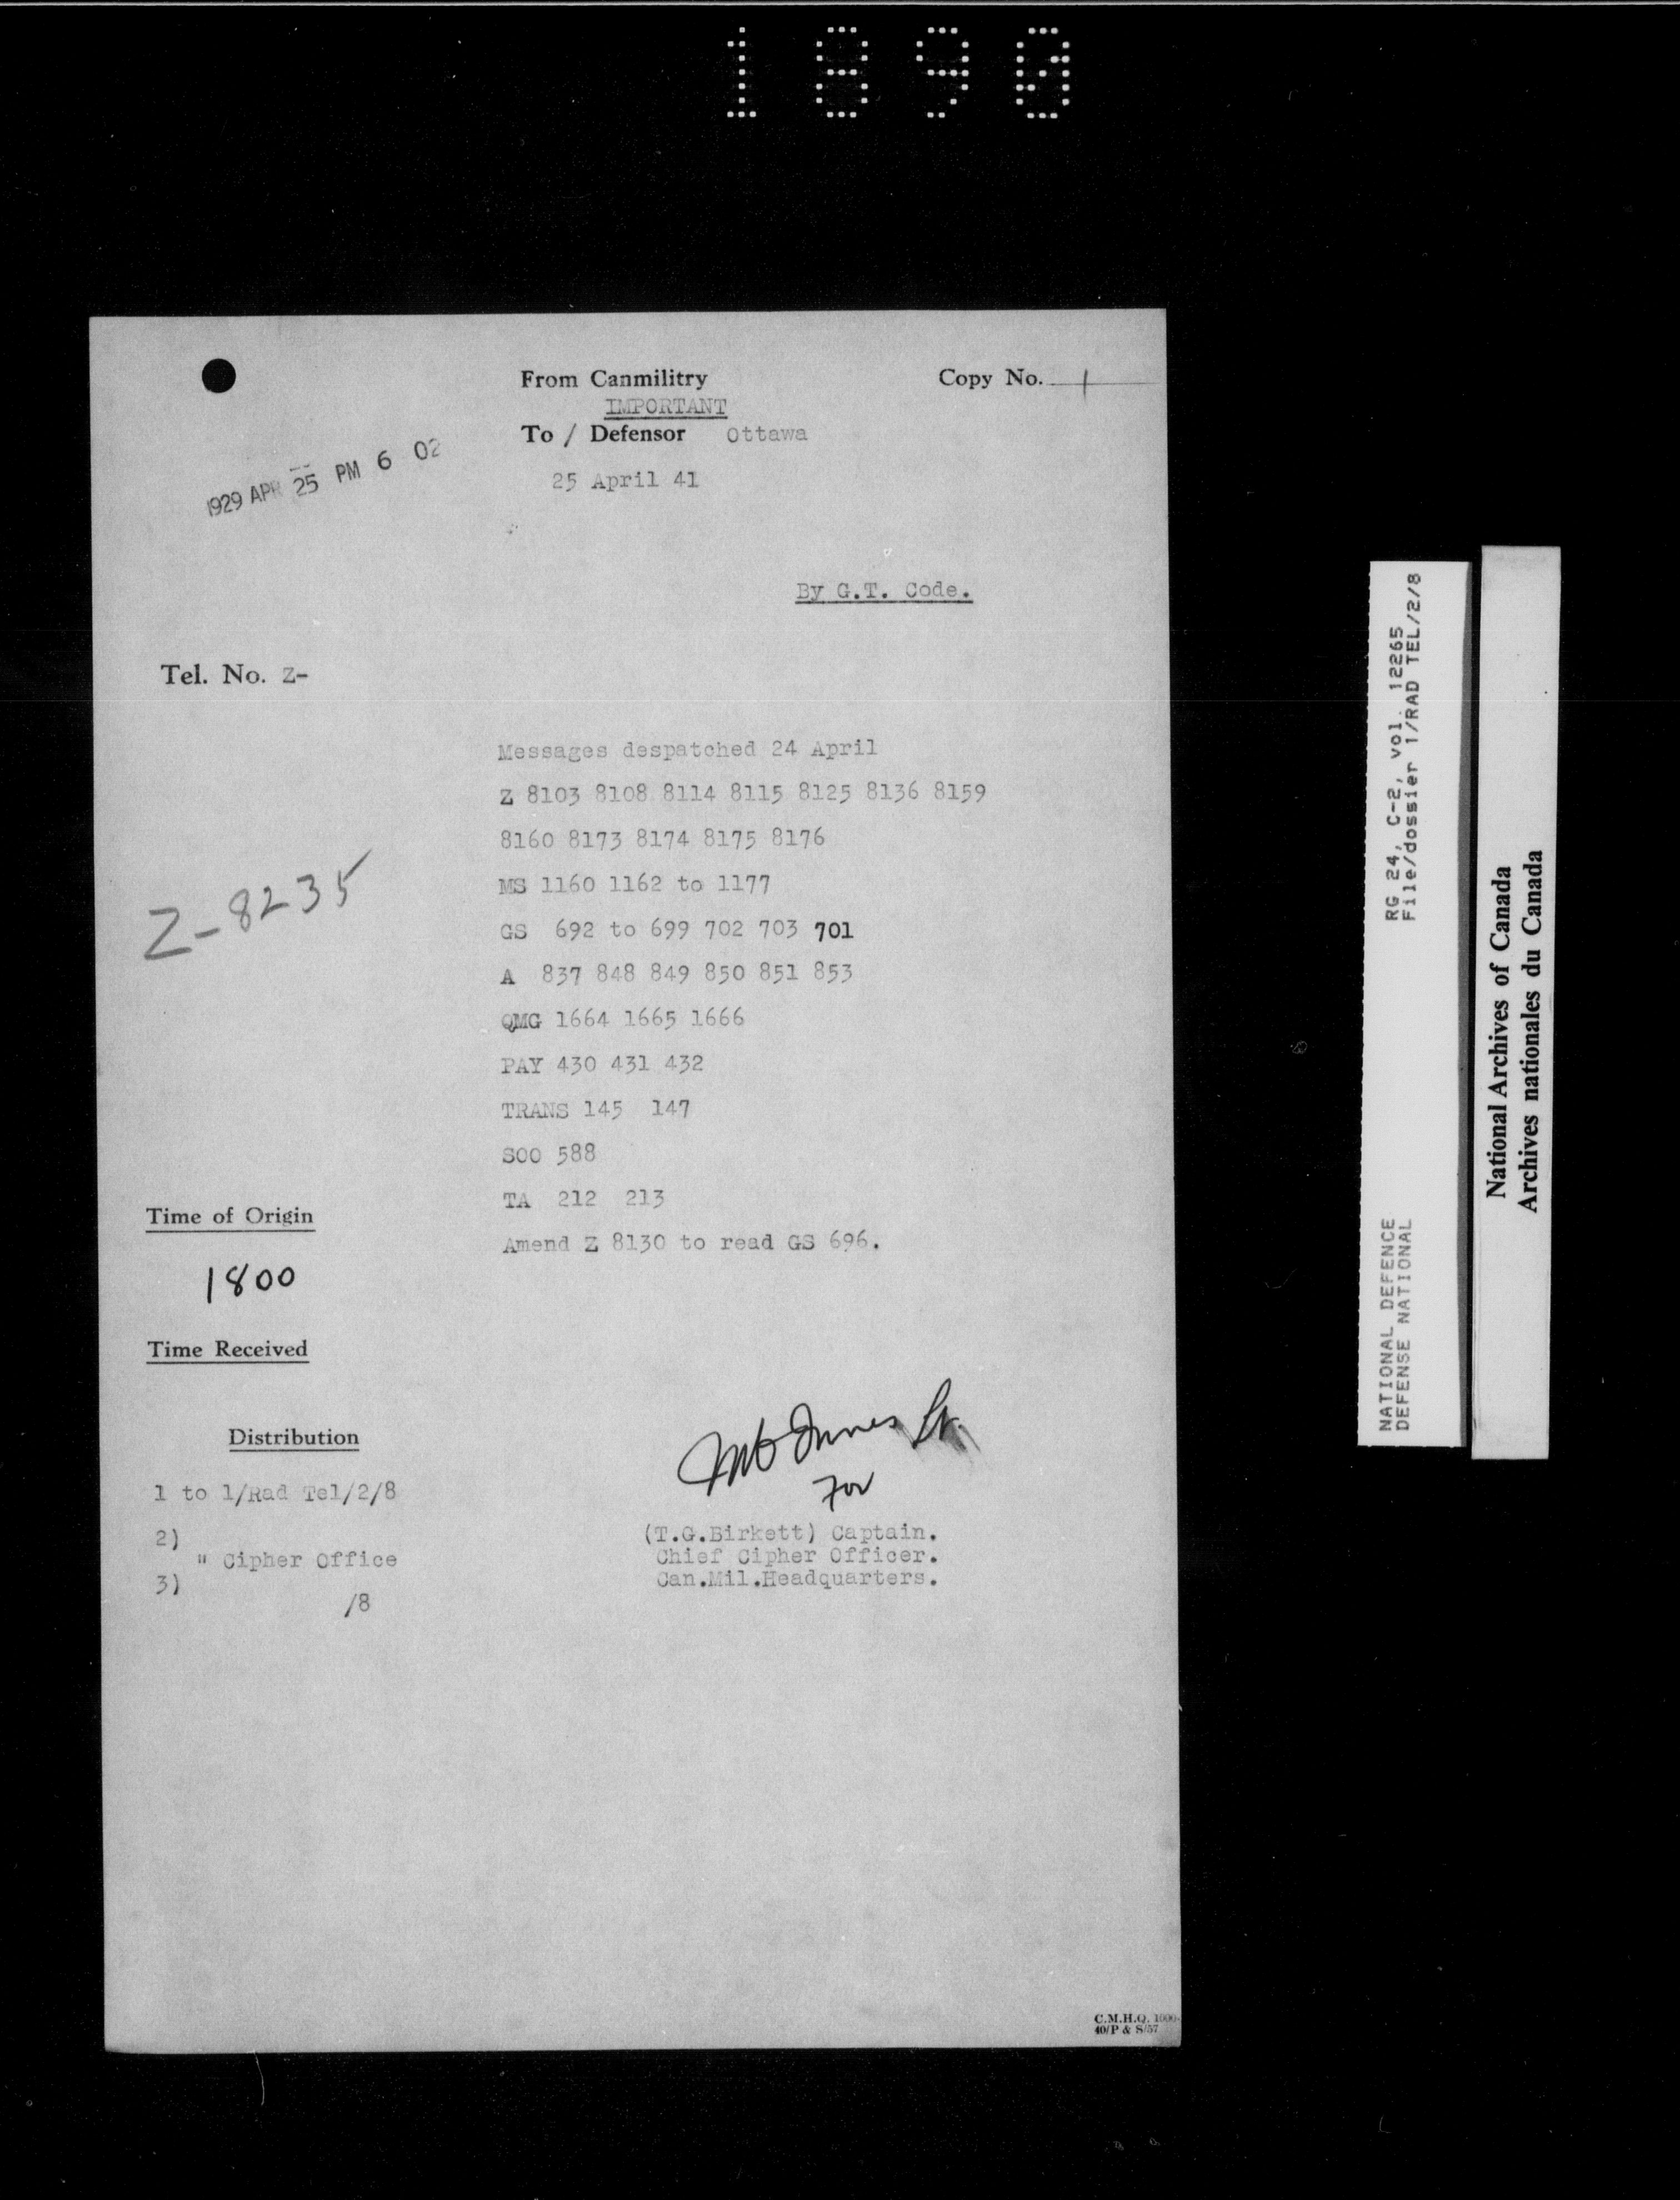 1890
From Canmilitry
Copy No. 1
IMPORTANT
To / Defensor Ottawa
1929 APR 25 PM 6 02
25 April 41
By G.T. Code.
Tel. No. Z-
Messages despatched 24 April
Z 8103 8108 8114 8115 8125 8136 8159
8160 8173 8174 8175 8176
Z-8235
MS 1160 1162 to 1177
GS 692 to 699 702 703 701
A 837 848 849 850 851 853
QMG 1664 1665 1666
PAY 430 431 432
TRANS 145 147
SOO 588
TA 212 213
Amend Z 8130 to read GS 696.
Time of Origin
1800
Time Received
Distribution
1 to 1/Rad Tel/2/8
2)
" Cipher Office
3)
/8
For
(T.G.Birkett) Captain.
Chief Cipher Officer.
Can.Mil.Headquarters.
C.M.H.Q. 1000-
40/P & S/57
RG 24, C-2, vol. 12265
File/dossier 1/RAD TEL/2/8
NATIONAL DEFENCE
DEFENSE NATIONAL
National Archives of Canada
Archives nationales du Canada